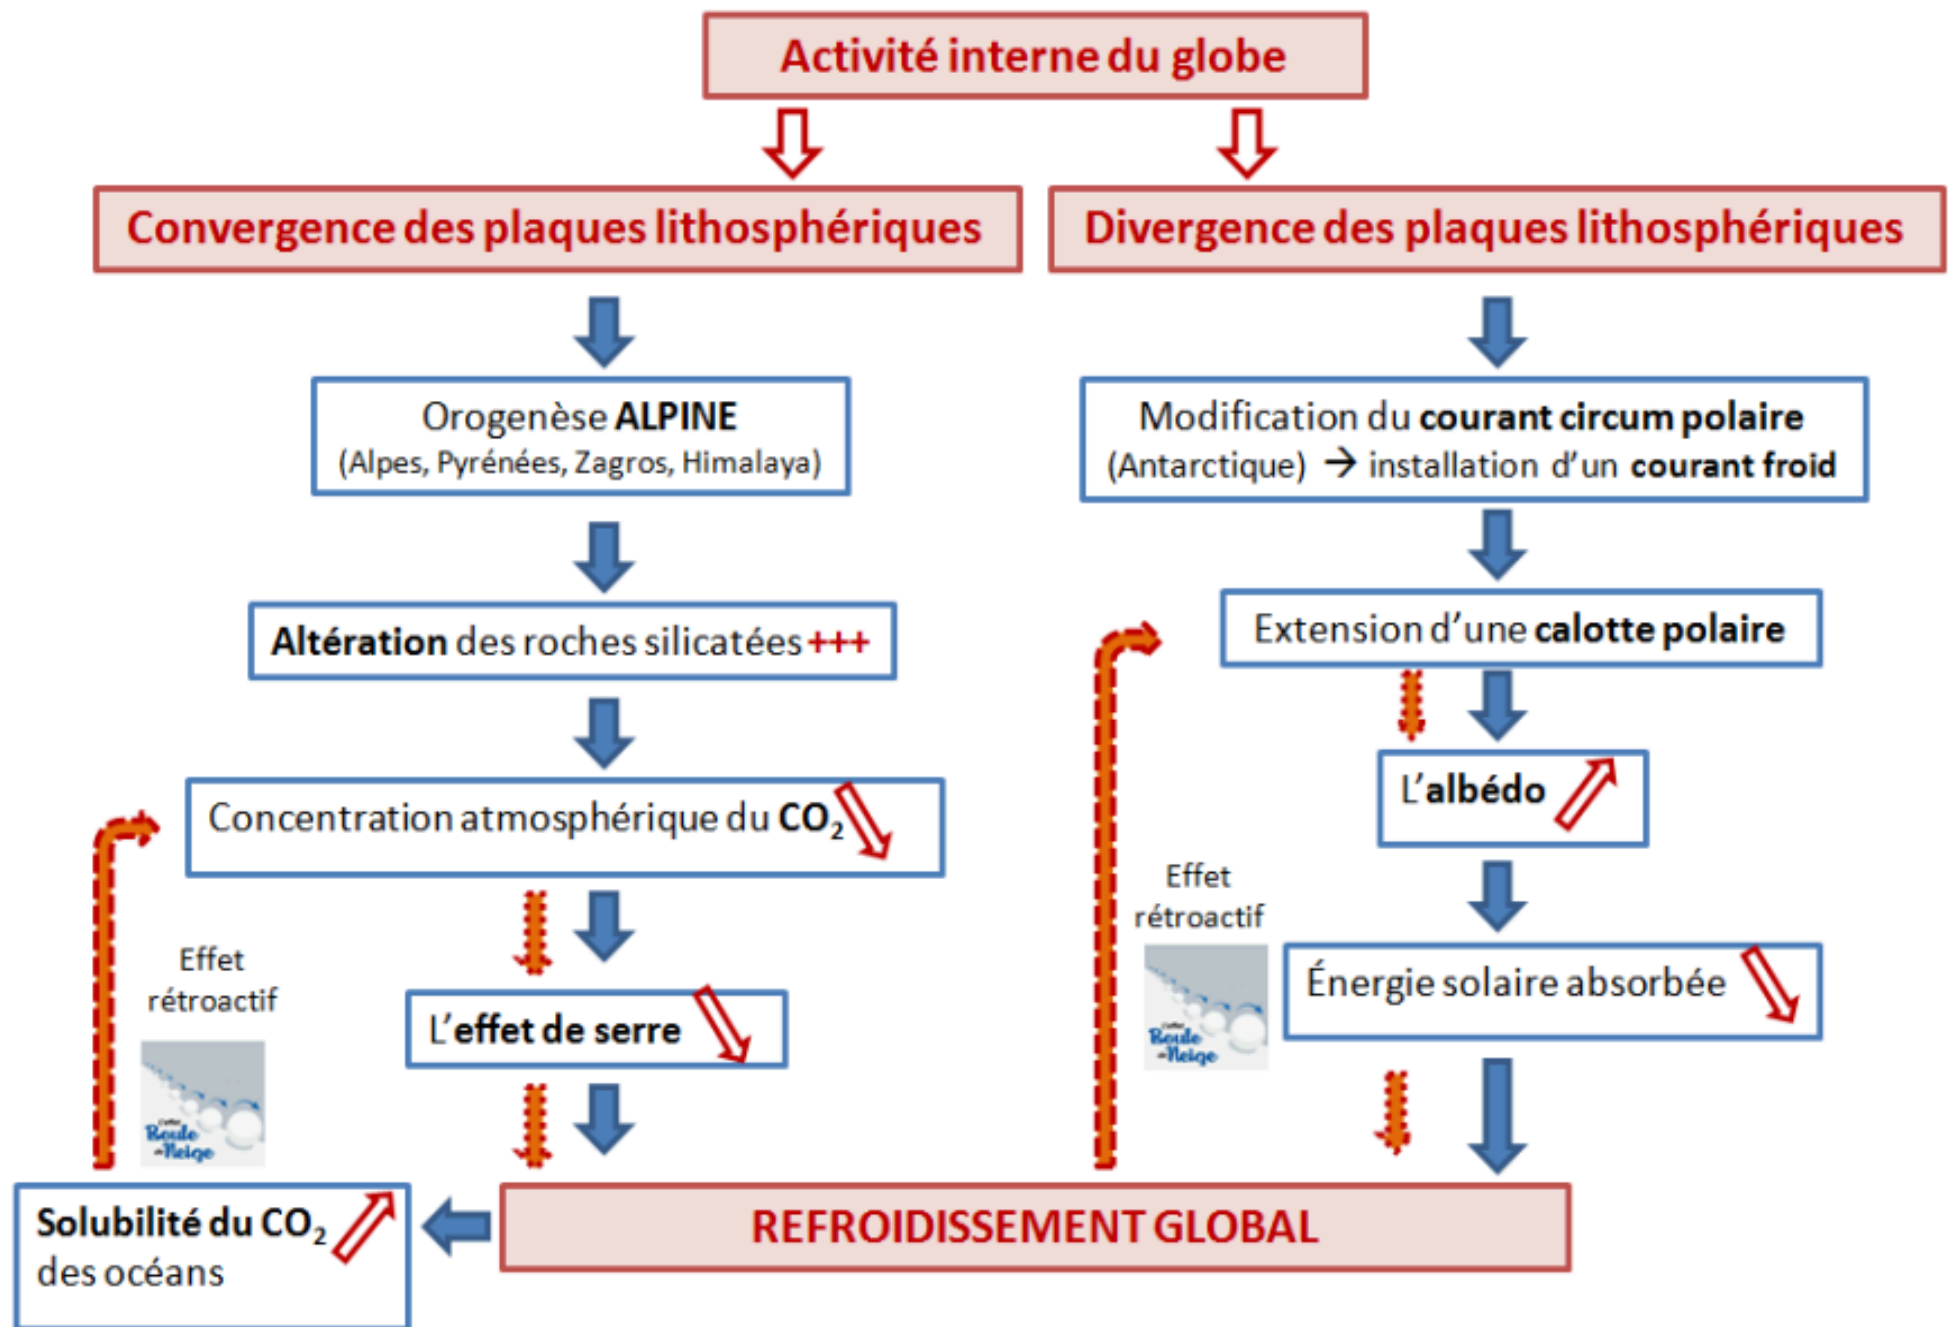 Activité interne du globe
Convergence des plaques lithosphériques
Divergence des plaques lithosphériques
Orogenèse ALPINE
(Alpes, Pyrénées, Zagros, Himalaya)
Modification du courant circum polaire
(Antarctique) → installation d'un courant froid
Altération des roches silicatées +++
Extension d'une calotte polaire
Concentration atmosphérique du CO₂
L'albédo
Effet
rétroactif
Boule
de Neige
Énergie solaire absorbée
Effet
rétroactif
Boule
de Neige
L'effet de serre
Solubilité du CO₂
des océans
REFROIDISSEMENT GLOBAL